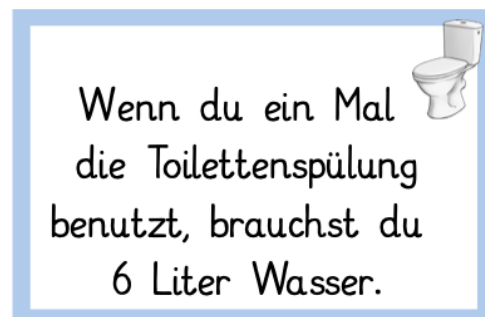 Wenn du ein Mal
die Toilettenspülung
benutzt, brauchst du
6 Liter Wasser.